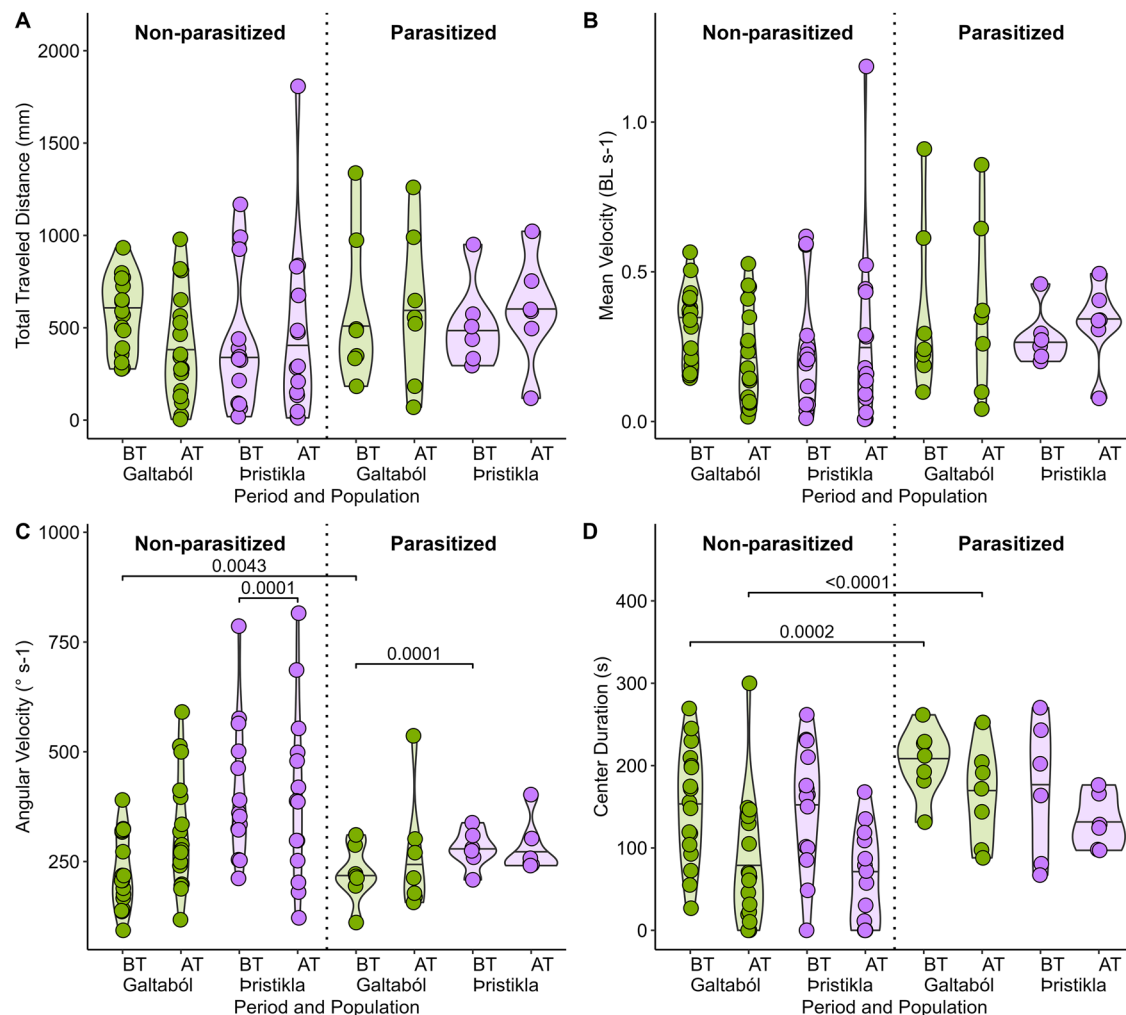 A
Non-parasitized
Parasitized
Total Traveled Distance (mm)
2000
1500
1000
500
0
BT AT BT AT BT AT BT AT
Galtaból Þristikla Galtaból Þristikla
Period and Population
B
Non-parasitized
Parasitized
Mean Velocity (BL s-1)
1.0
0.5
0.0
BT AT BT AT BT AT BT AT
Galtaból Þristikla Galtaból Þristikla
Period and Population
C
Non-parasitized
Parasitized
Angular Velocity (° s-1)
1000
750
500
250
0.0043
0.0001
0.0001
BT AT BT AT BT AT BT AT
Galtaból Þristikla Galtaból Þristikla
Period and Population
D
Non-parasitized
Parasitized
Center Duration (s)
400
300
200
100
0
<0.0001
0.0002
BT AT BT AT BT AT BT AT
Galtaból Þristikla Galtaból Þristikla
Period and Population